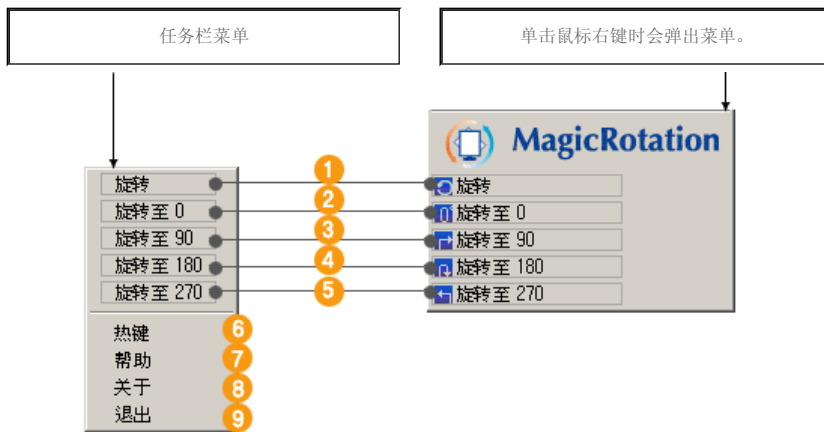 任务栏菜单
单击鼠标右键时会弹出菜单。
MagicRotation
旋转
旋转至 0
旋转至 90
旋转至 180
旋转至 270
热键
帮助
关于
退出
1
2
3
4
5
6
7
8
9
旋转
旋转至 0
旋转至 90
旋转至 180
旋转至 270